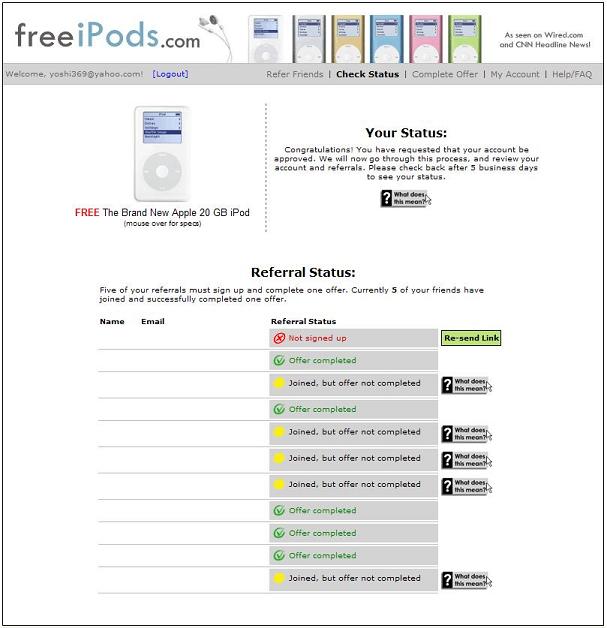 freeiPods.com
As seen on Wired.com
and CNN Headline News!
Welcome, yoshi369@yahoo.com! [Logout]
Refer Friends | Check Status | Complete Offer | My Account | Help/FAQ
FREE The Brand New Apple 20 GB iPod
(mouse over for specs)
Your Status:
Congratulations! You have requested that your account be
approved. We will now go through this process, and review your
account and referrals. Please check back after 5 business days
to see your status.
? What does
this mean?
Referral Status:
Five of your referrals must sign up and complete one offer. Currently 5 of your friends have
joined and successfully completed one offer.
Name Email Referral Status
Not signed up Re-send Link
Offer completed
Joined, but offer not completed ? What does
this mean?
Offer completed
Joined, but offer not completed ? What does
this mean?
Joined, but offer not completed ? What does
this mean?
Joined, but offer not completed ? What does
this mean?
Offer completed
Offer completed
Offer completed
Joined, but offer not completed ? What does
this mean?